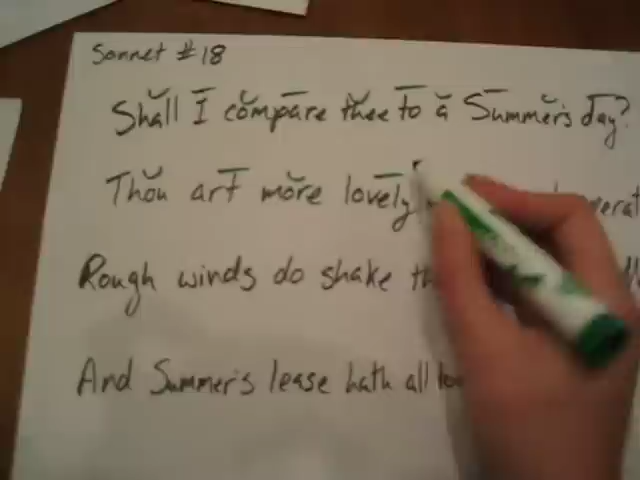 Sonnet #18
Shall I compare thee to a Summer's day?
Thou art more lovely
Rough winds do shake
And Summer's lease hath all